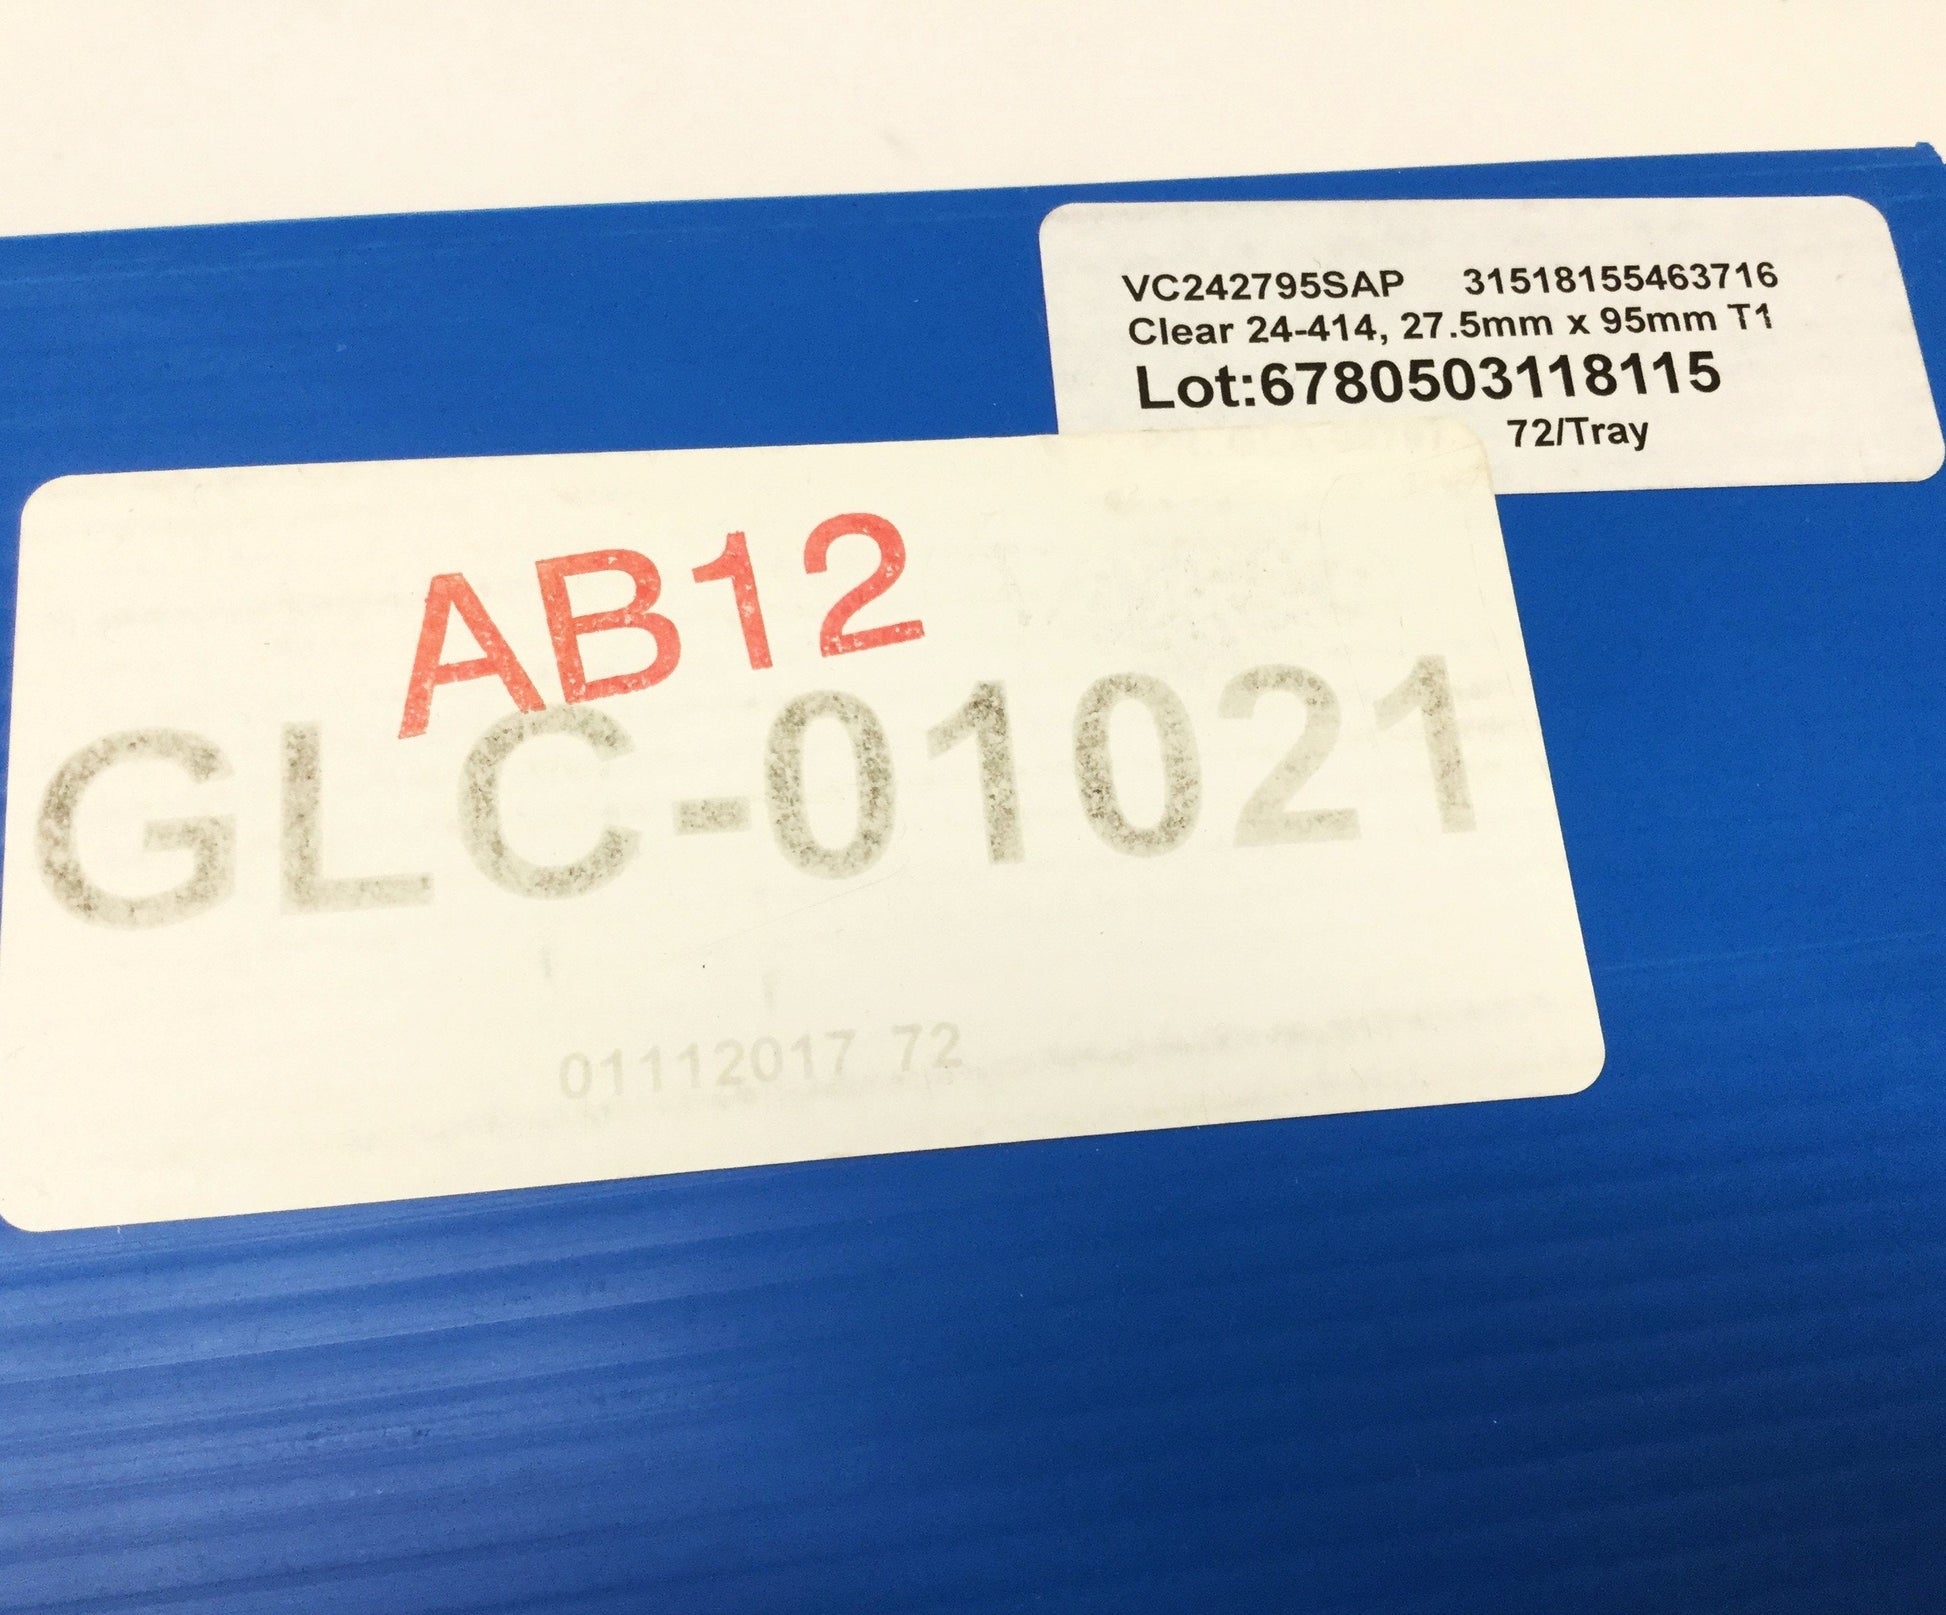 VC242795SAP 31518155463716
Clear 24-414, 27.5mm x 95mm T1
Lot:6780503118115
72/Tray
AB12
GLC-01021
01112017 72